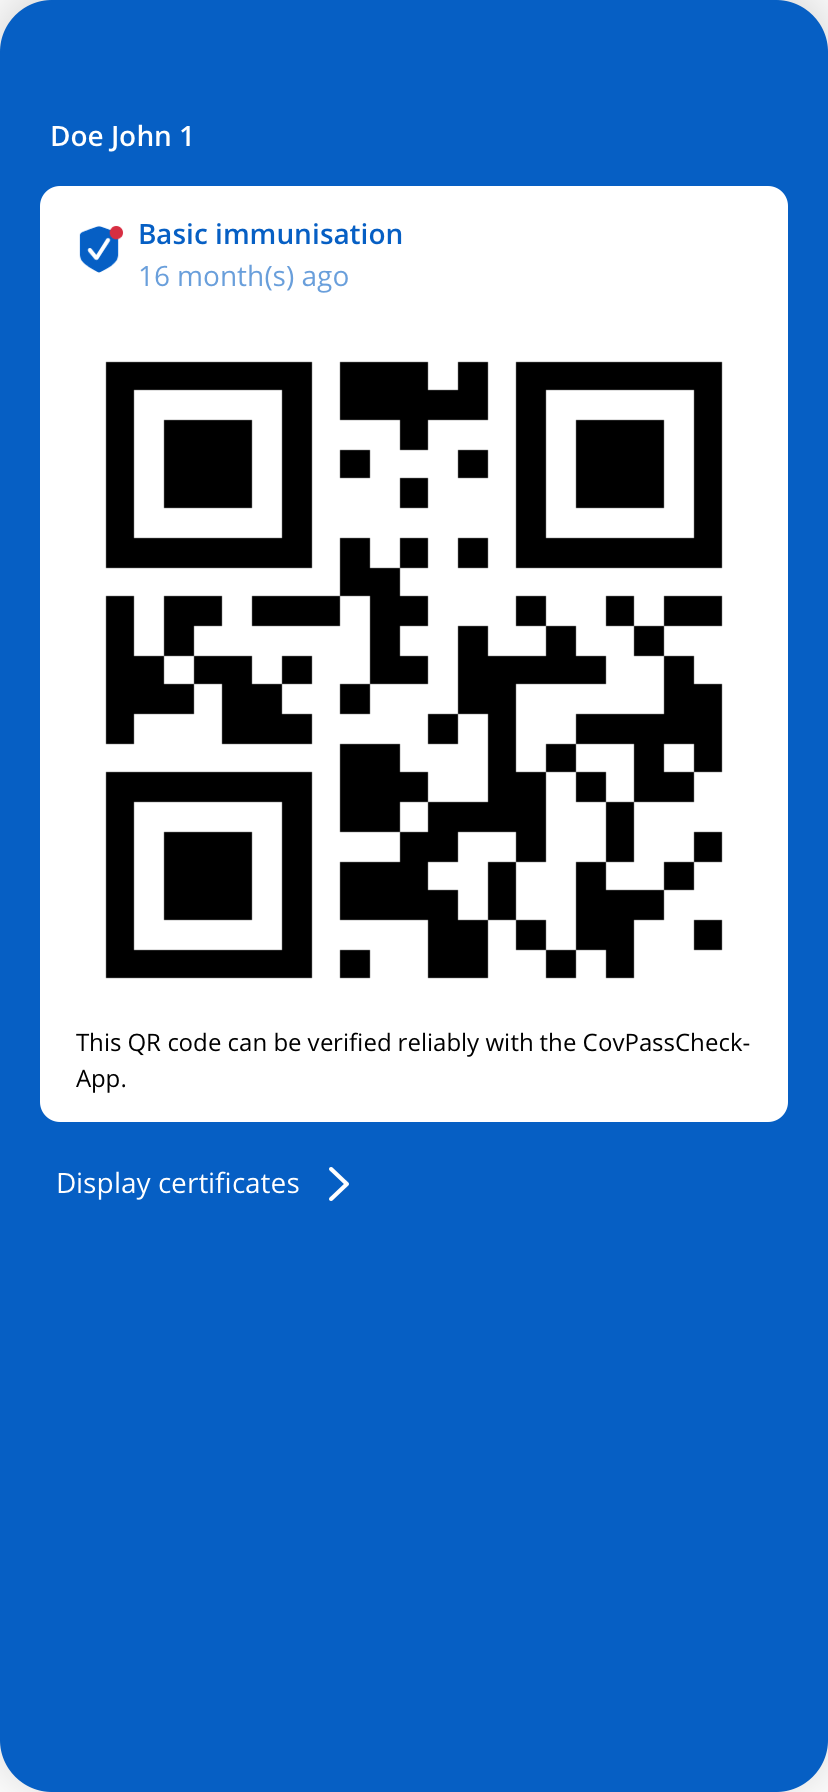 Doe John 1
Basic immunisation
16 month(s) ago
This QR code can be verified reliably with the CovPassCheck-
App.
Display certificates